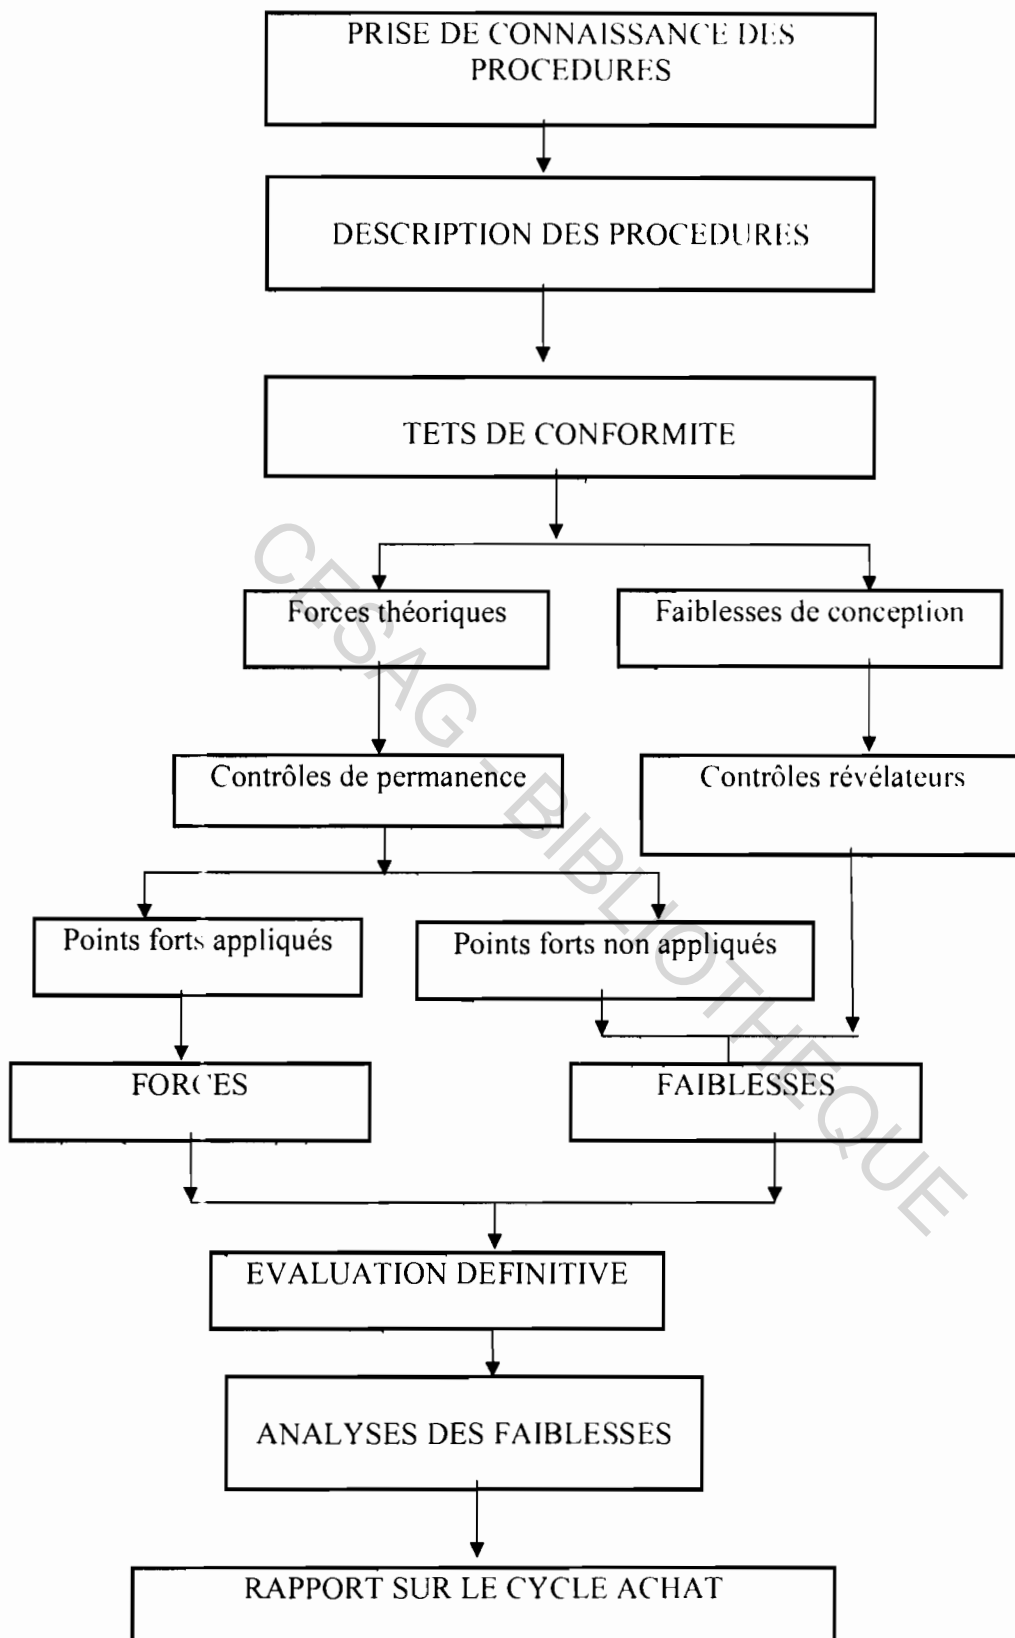 PRISE DE CONNAISSANCE DES
PROCEDURES
DESCRIPTION DES PROCEDURES
TETS DE CONFORMITE
Forces théoriques
Faiblesses de conception
Contrôles de permanence
Contrôles révélateurs
Points forts appliqués
Points forts non appliqués
FORCES
FAIBLESSES
EVALUATION DEFINITIVE
ANALYSES DES FAIBLESSES
RAPPORT SUR LE CYCLE ACHAT
CESAG - BIBLIOTHEQUE